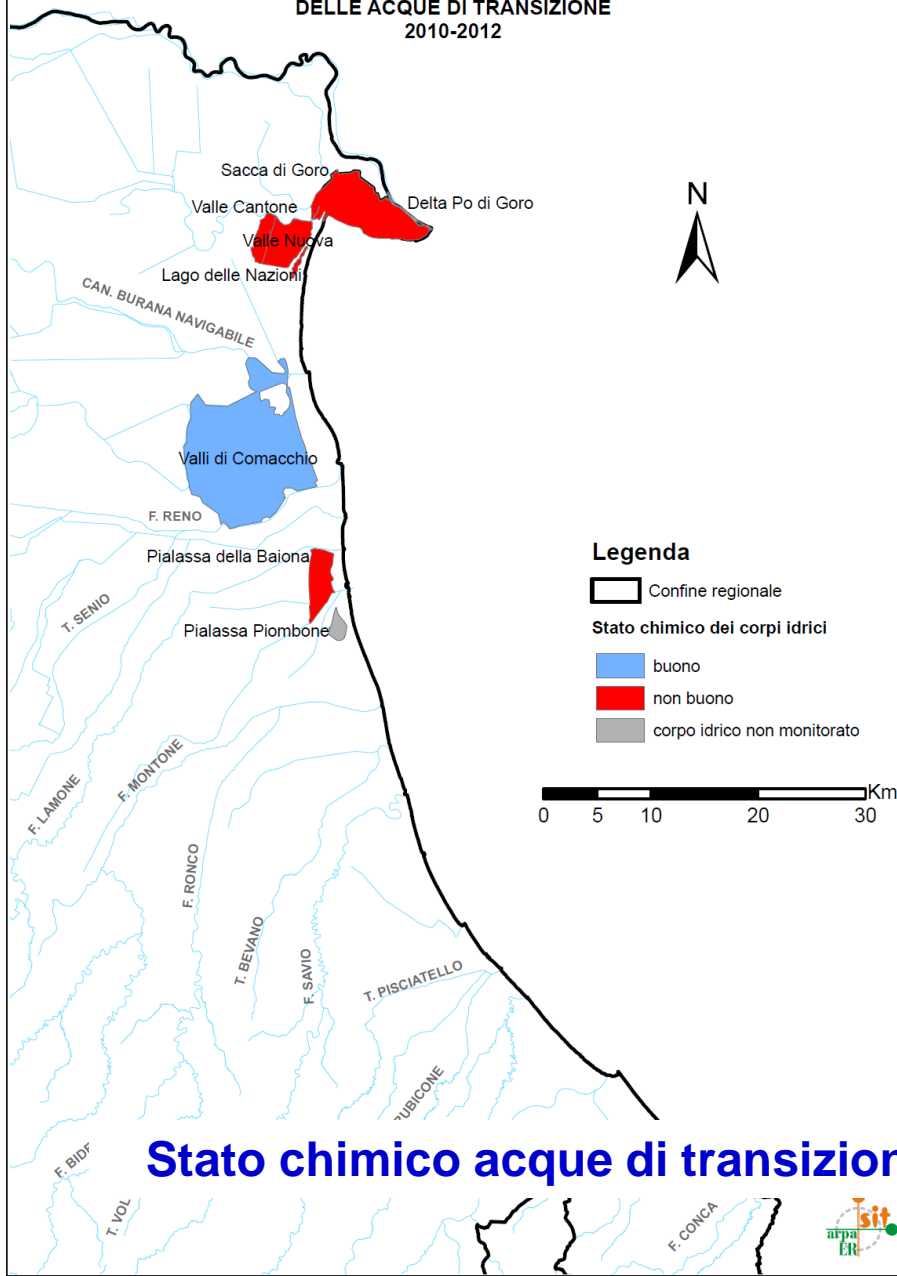 DELLE ACQUE DI TRANSIZIONE
2010-2012
Sacca di Goro
N
Valle Cantone
Delta Po di Goro
Valle Nuova
Lago delle Nazioni
CAN. BURANA NAVIGABILE
Valli di Comacchio
F. RENO
Pialassa della Baiona
Legenda
Confine regionale
T. SENIO
Pialassa Piombone
Stato chimico dei corpi idrici
buono
non buono
corpo idrico non monitorato
F. MONTONE
F. LAMONE
Km
0 5 10 20 30
F. RONCO
T. BEVANO
F. SAVIO
T. PISCIATELLO
RUBICONE
F. BIDE
Stato chimico acque di transizion
T. VOL
F. CONCA
sit
arpa
ER